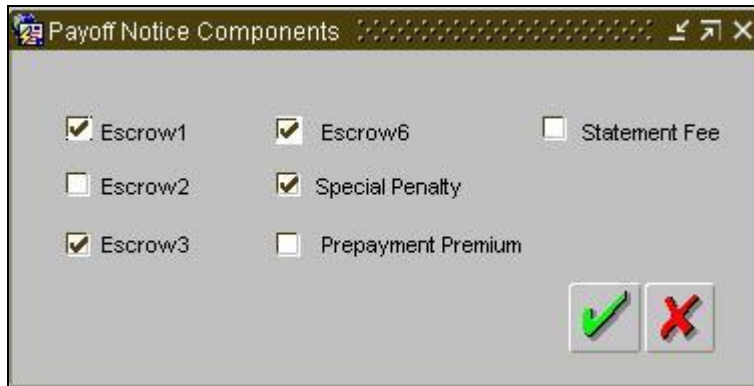 Payoff Notice Components
Escrow1 Escrow6 Statement Fee
Escrow2 Special Penalty
Escrow3 Prepayment Premium